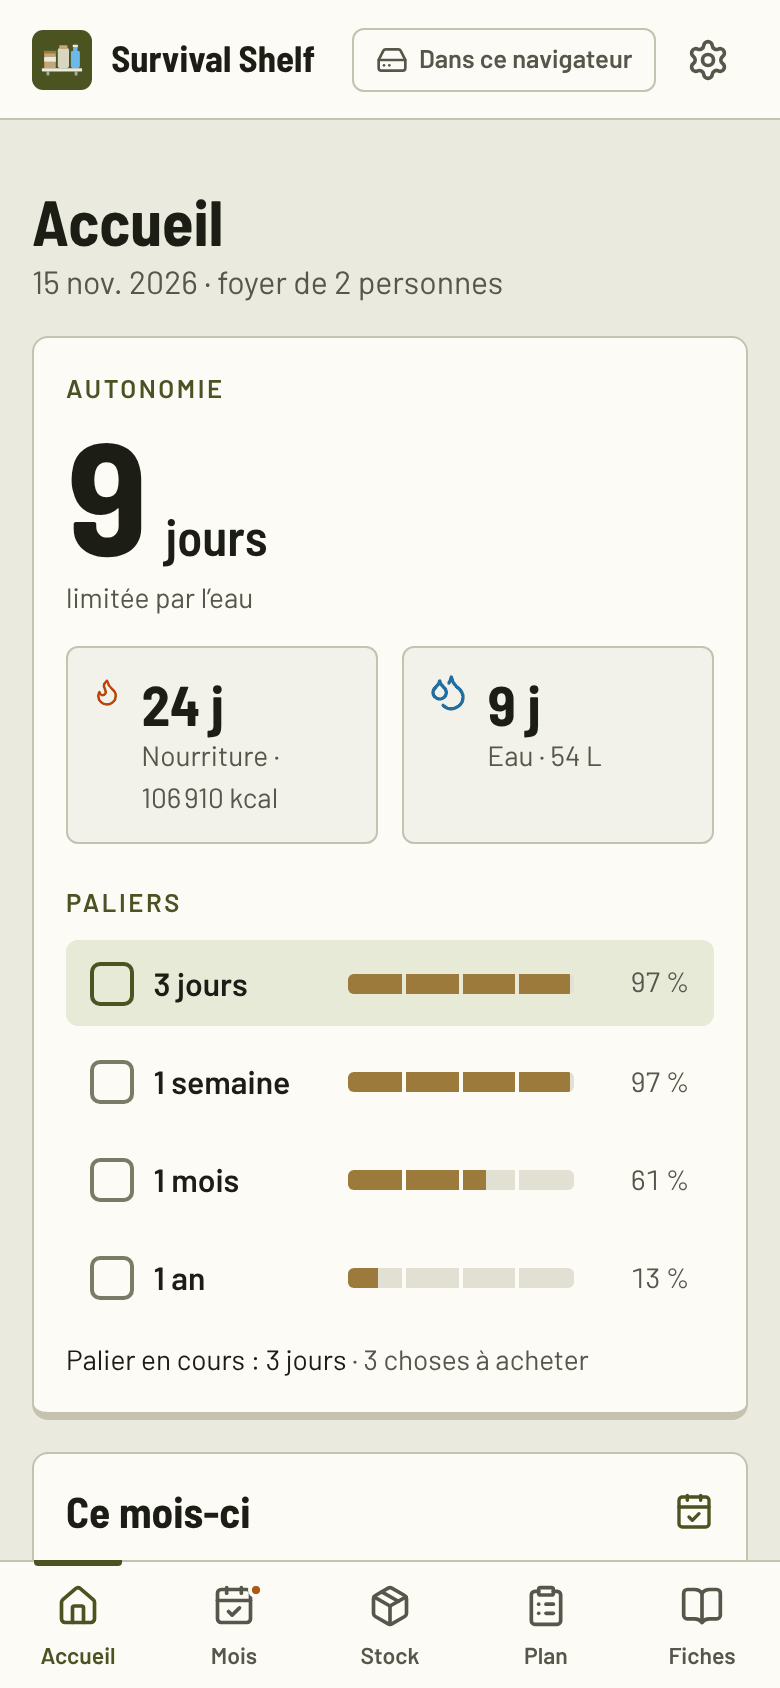 Survival Shelf
Dans ce navigateur
Accueil
15 nov. 2026 · foyer de 2 personnes
AUTONOMIE
9 jours
limitée par l’eau
24 j
Nourriture ·
106 910 kcal
9 j
Eau · 54 L
PALIERS
3 jours 97 %
1 semaine 97 %
1 mois 61 %
1 an 13 %
Palier en cours : 3 jours · 3 choses à acheter
Ce mois-ci
Accueil
Mois
Stock
Plan
Fiches